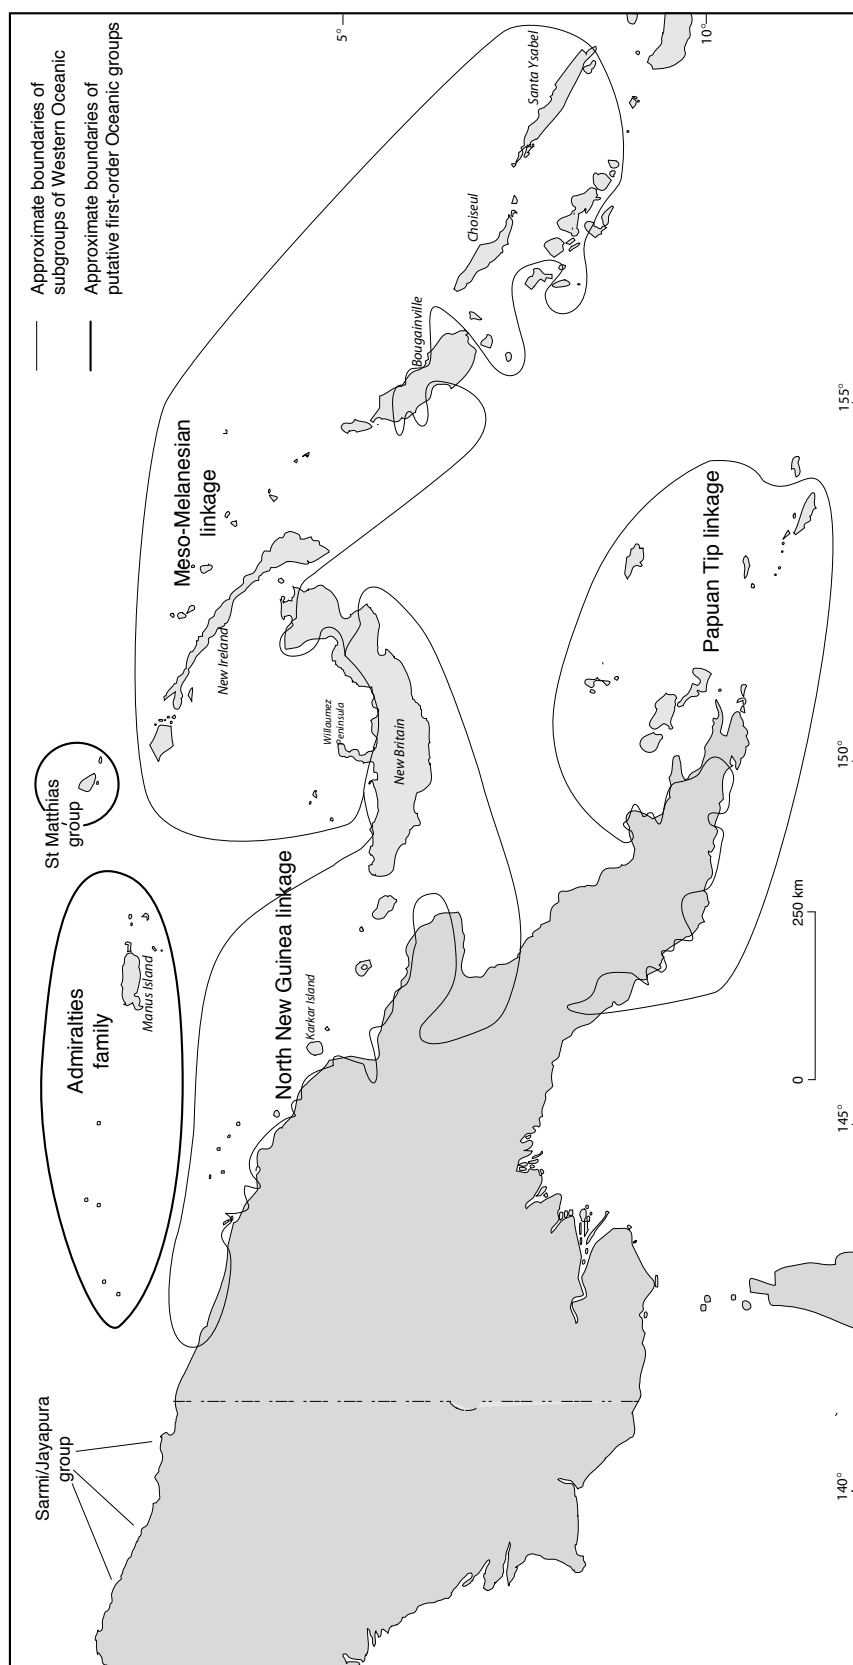 Approximate boundaries of
subgroups of Western Oceanic
Approximate boundaries of
putative first-order Oceanic groups
Sarmi/Jayapura
group
Admiralties
family
Manus Island
St Matthias
group
Meso-Melanesian
linkage
New Ireland
Willaumez
Peninsula
New Britain
North New Guinea linkage
Karkar Island
Bougainville
Choiseul
Santa Ysabel
Papuan Tip linkage
0
250 km
5°
10°
140°
145°
150°
155°